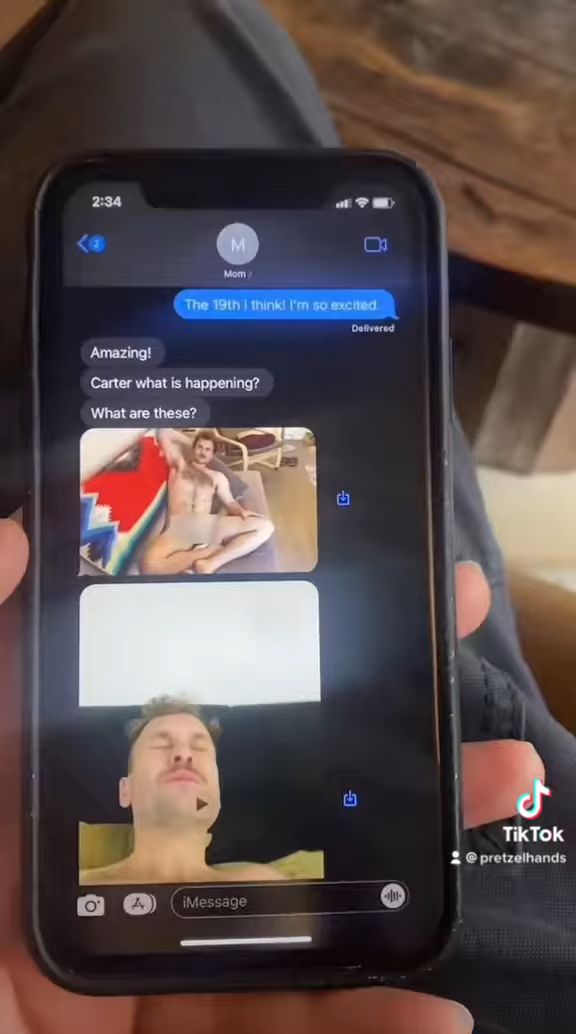 2:34
2
M
Mom
The 19th I think! I'm so excited.
Delivered
Amazing!
Carter what is happening?
What are these?
iMessage
TikTok
@pretzelhands